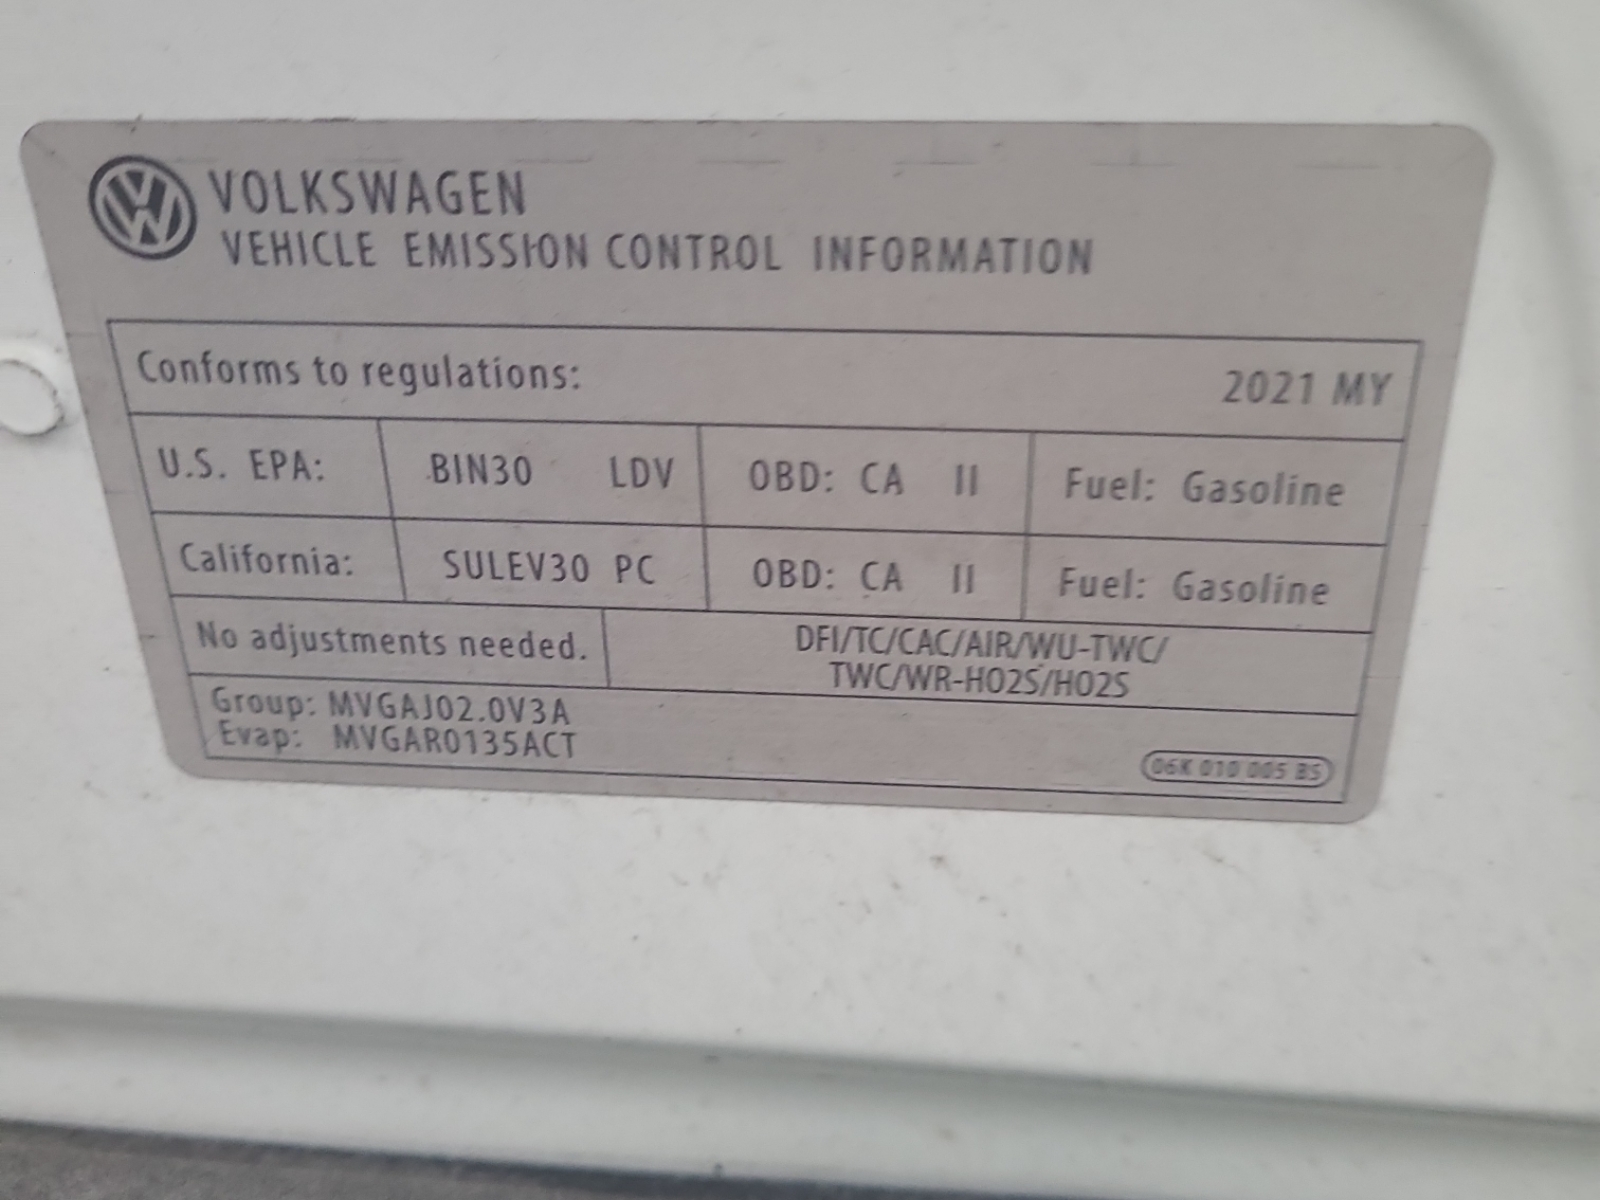 VOLKSWAGEN
VEHICLE EMISSION CONTROL INFORMATION
Conforms to regulations: 2021 MY
U.S. EPA: BIN30 LDV OBD: CA II Fuel: Gasoline
California: SULEV30 PC OBD: CA II Fuel: Gasoline
No adjustments needed. DFI/TC/CAC/AIR/WU-TWC/
TWC/WR-HO2S/HO2S
Group: MVGAJ02.0V3A
Evap: MVGAR0135ACT
06K 010 005 BS